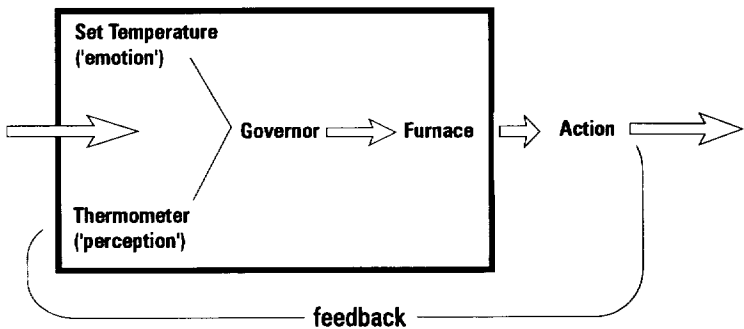 Set Temperature
('emotion')
Governor
Furnace
Action
Thermometer
('perception')
feedback